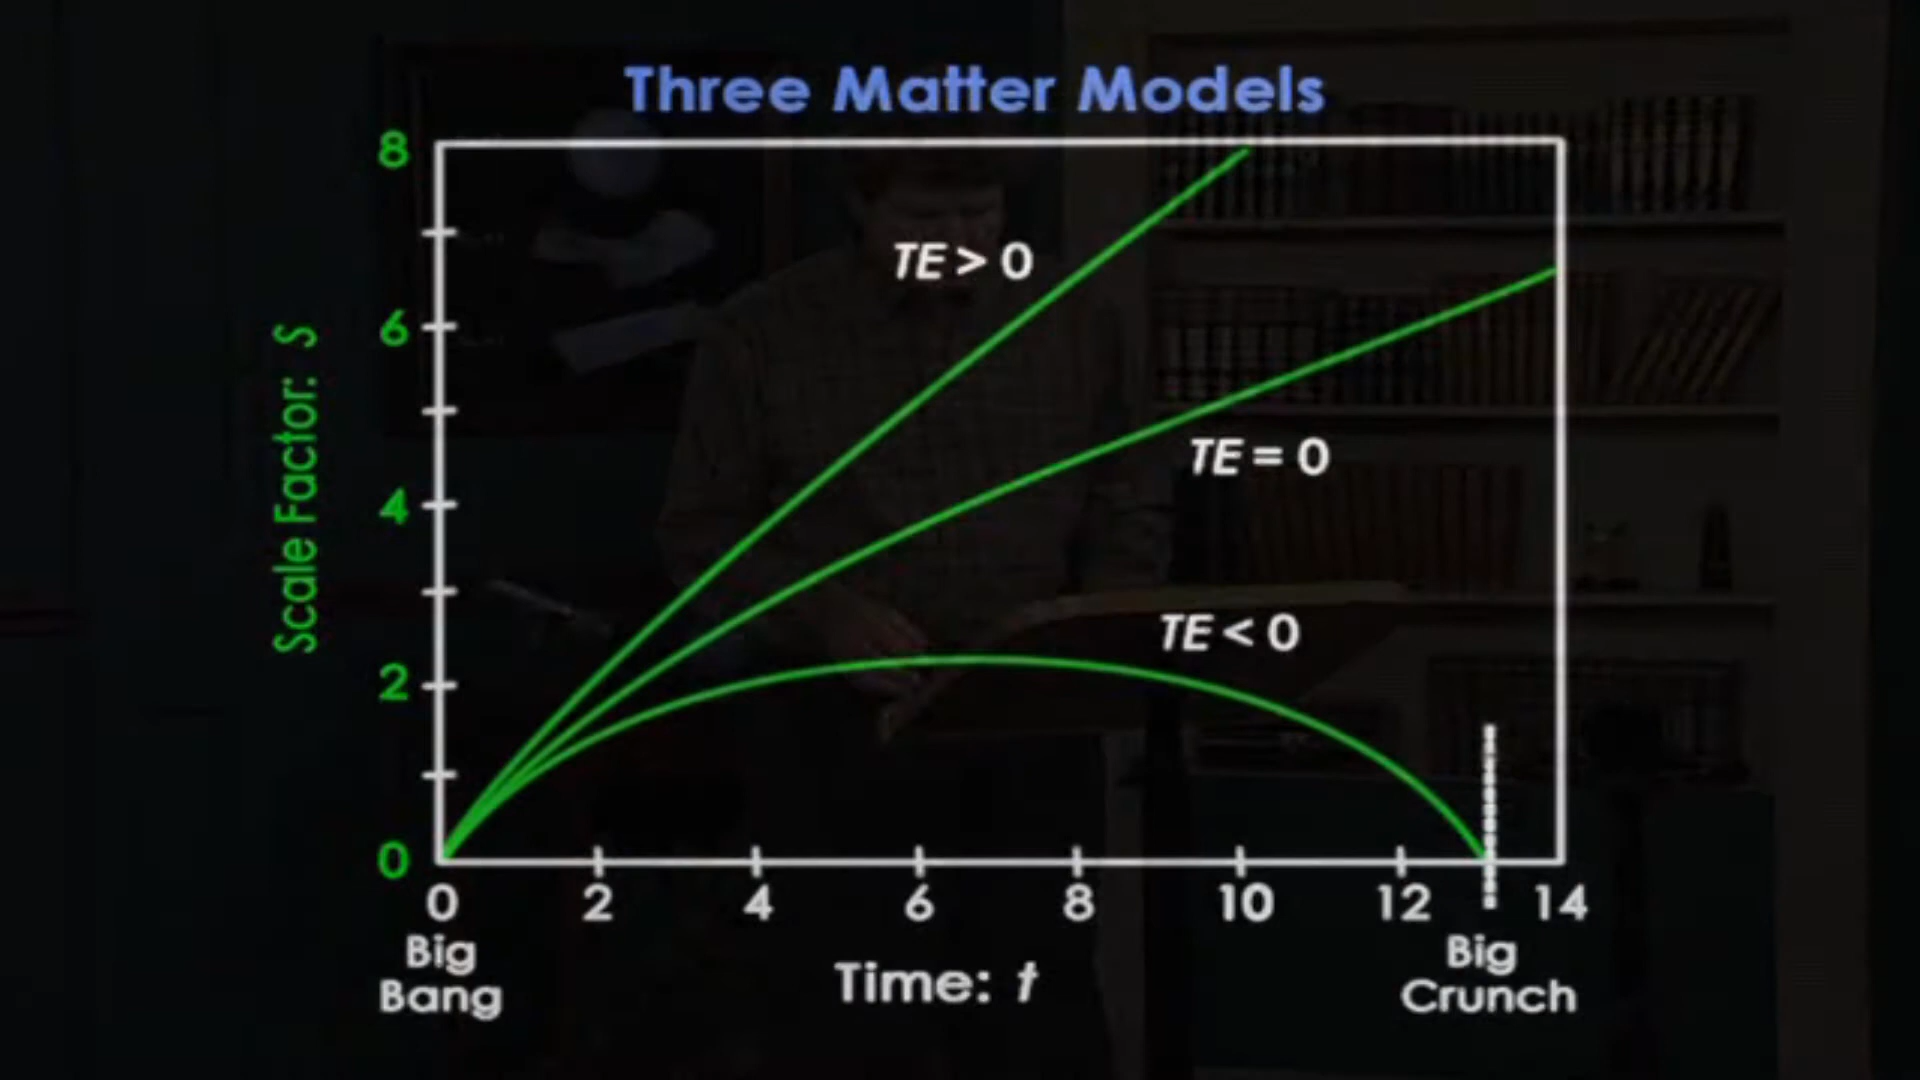 Three Matter Models
8
6
4
2
0
Scale Factor: S
TE > 0
TE = 0
TE < 0
0 2 4 6 8 10 12 14
Big
Bang
Time: t
Big
Crunch